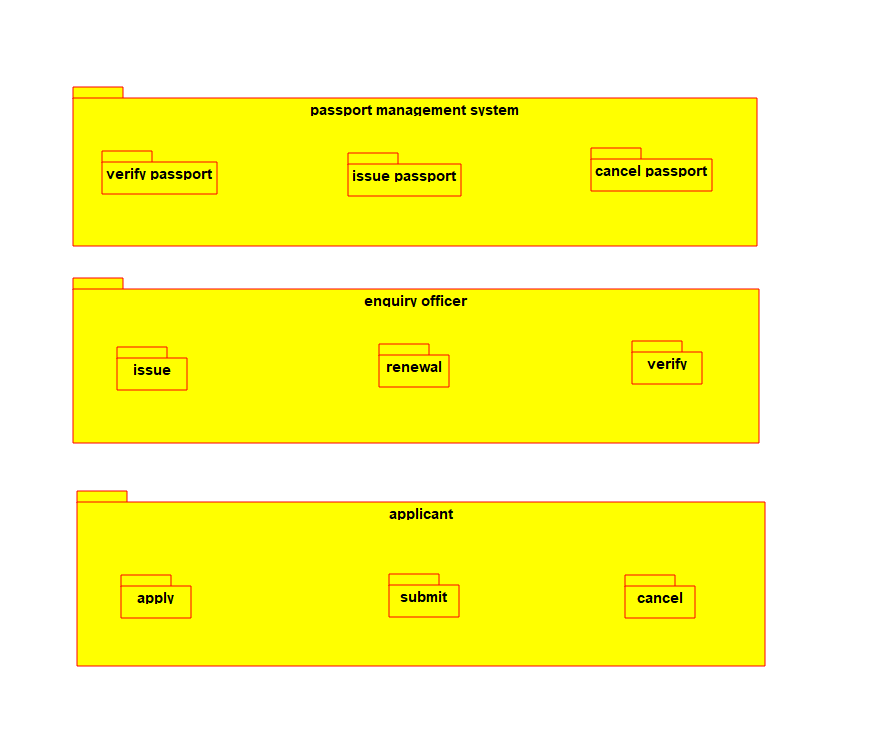 passport management system
verify passport
issue passport
cancel passport
enquiry officer
issue
renewal
verify
applicant
apply
submit
cancel